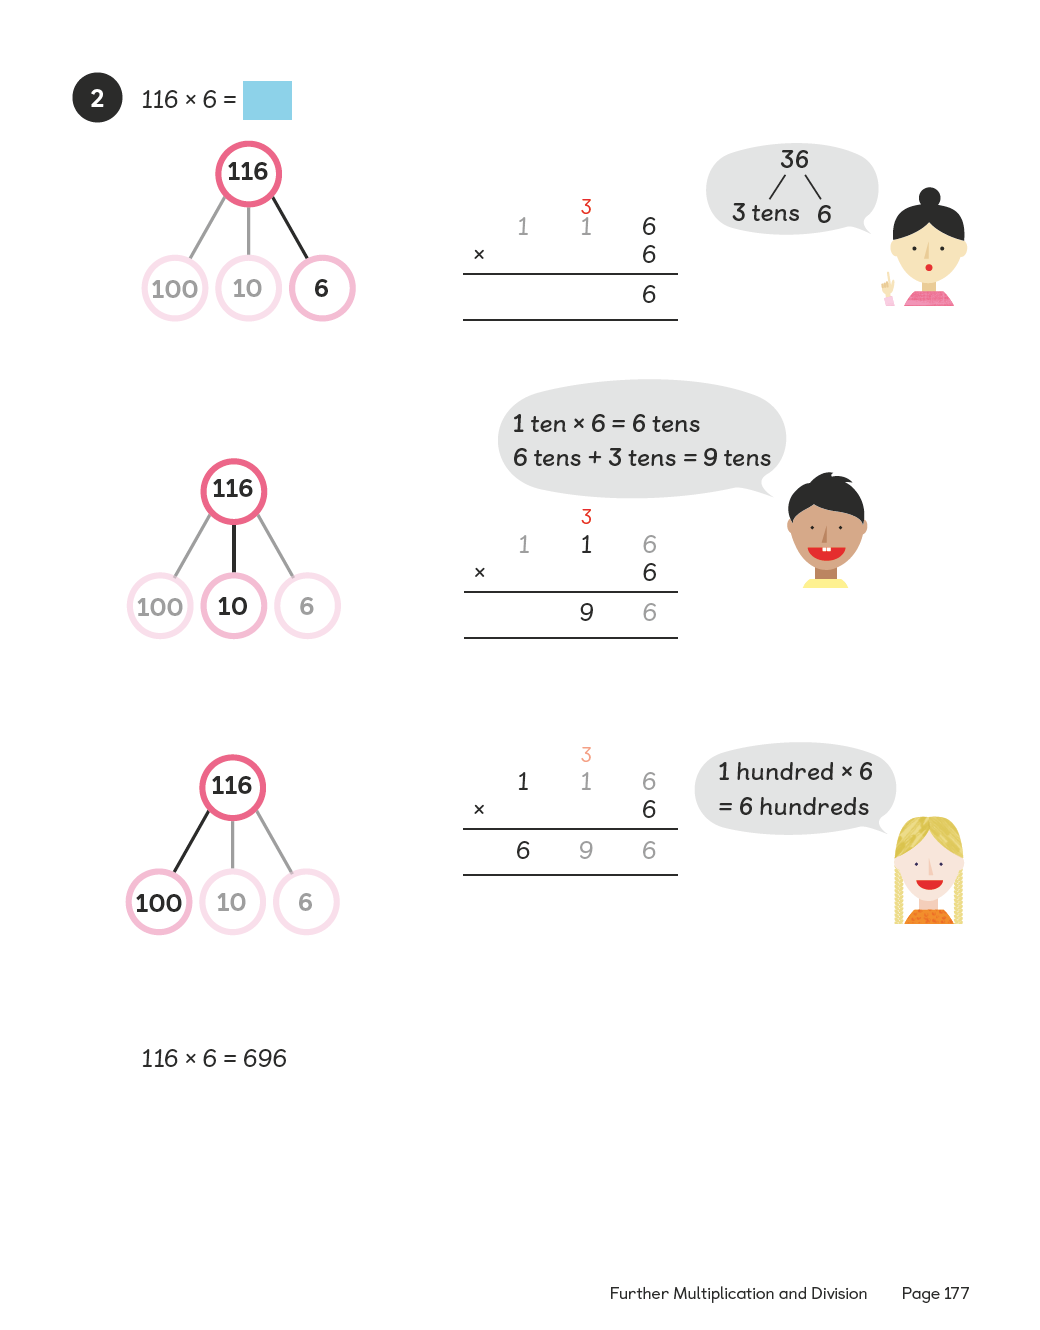 2 116 × 6 =
116
100 10 6
3
1 1 6
× 6
6
36
3 tens 6
1 ten × 6 = 6 tens
6 tens + 3 tens = 9 tens
116
100 10 6
3
1 1 6
× 6
9 6
116
100 10 6
3
1 1 6
× 6
6 9 6
1 hundred × 6
= 6 hundreds
116 × 6 = 696
Further Multiplication and Division Page 177